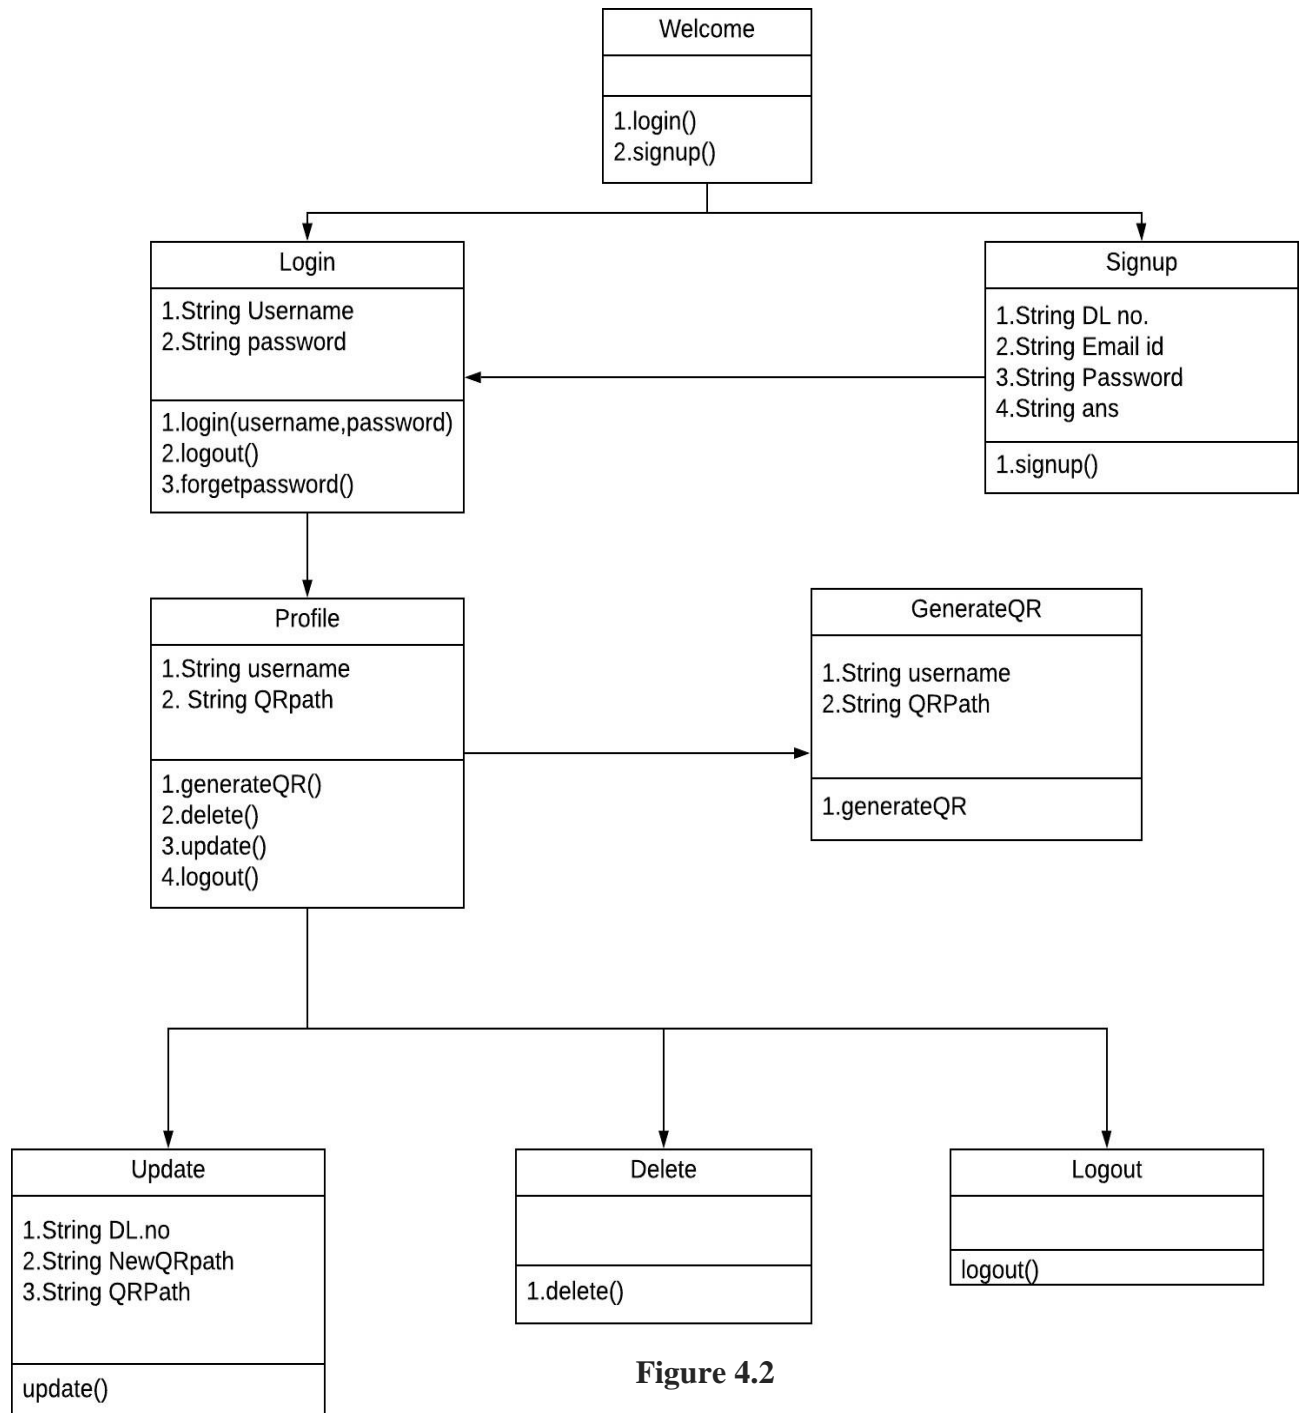 Welcome
1.login()
2.signup()
Login
1.String Username
2.String password
1.login(username,password)
2.logout()
3.forgetpassword()
Signup
1.String DL no.
2.String Email id
3.String Password
4.String ans
1.signup()
Profile
1.String username
2. String QRpath
1.generateQR()
2.delete()
3.update()
4.logout()
GenerateQR
1.String username
2.String QRPath
1.generateQR
Update
1.String DL.no
2.String NewQRpath
3.String QRPath
update()
Delete
1.delete()
Logout
logout()
Figure 4.2